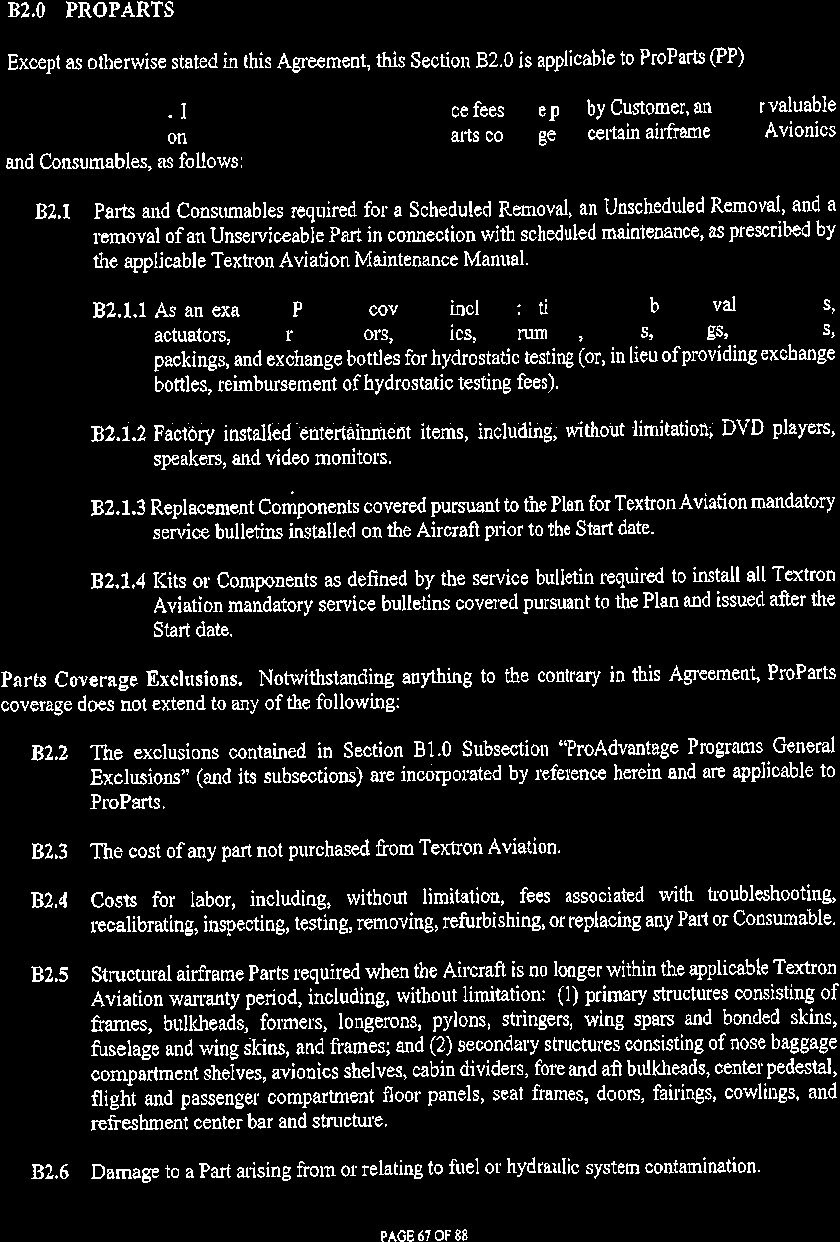 B2.0 PROPARTS
Except as otherwise stated in this Agreement, this Section B2.0 is applicable to ProParts (PP)
. I ce fees e p by Customer, an r valuable
on arts co ge certain airframe Avionics
and Consumables, as follows:
B2.1 Parts and Consumables required for a Scheduled Removal, an Unscheduled Removal, and a
removal of an Unserviceable Part in connection with scheduled maintenance, as prescribed by
the applicable Textron Aviation Maintenance Manual.
B2.1.1 As an exa P cov incl : ti b val s,
actuators, r ors, ics, rum , s, gs, s,
packings, and exchange bottles for hydrostatic testing (or, in lieu of providing exchange
bottles, reimbursement of hydrostatic testing fees).
B2.1.2 Factory installed entertainment items, including, without limitation, DVD players,
speakers, and video monitors.
B2.1.3 Replacement Components covered pursuant to the Plan for Textron Aviation mandatory
service bulletins installed on the Aircraft prior to the Start date.
B2.1.4 Kits or Components as defined by the service bulletin required to install all Textron
Aviation mandatory service bulletins covered pursuant to the Plan and issued after the
Start date.
Parts Coverage Exclusions. Notwithstanding anything to the contrary in this Agreement, ProParts
coverage does not extend to any of the following:
B2.2 The exclusions contained in Section B1.0 Subsection “ProAdvantage Programs General
Exclusions” (and its subsections) are incorporated by reference herein and are applicable to
ProParts.
B2.3 The cost of any part not purchased from Textron Aviation.
B2.4 Costs for labor, including, without limitation, fees associated with troubleshooting,
recalibrating, inspecting, testing, removing, refurbishing, or replacing any Part or Consumable.
B2.5 Structural airframe Parts required when the Aircraft is no longer within the applicable Textron
Aviation warranty period, including, without limitation: (1) primary structures consisting of
frames, bulkheads, formers, longerons, pylons, stringers, wing spars and bonded skins,
fuselage and wing skins, and frames; and (2) secondary structures consisting of nose baggage
compartment shelves, avionics shelves, cabin dividers, fore and aft bulkheads, center pedestal,
flight and passenger compartment floor panels, seat frames, doors, fairings, cowlings, and
refreshment center bar and structure.
B2.6 Damage to a Part arising from or relating to fuel or hydraulic system contamination.
PAGE 67 OF 88